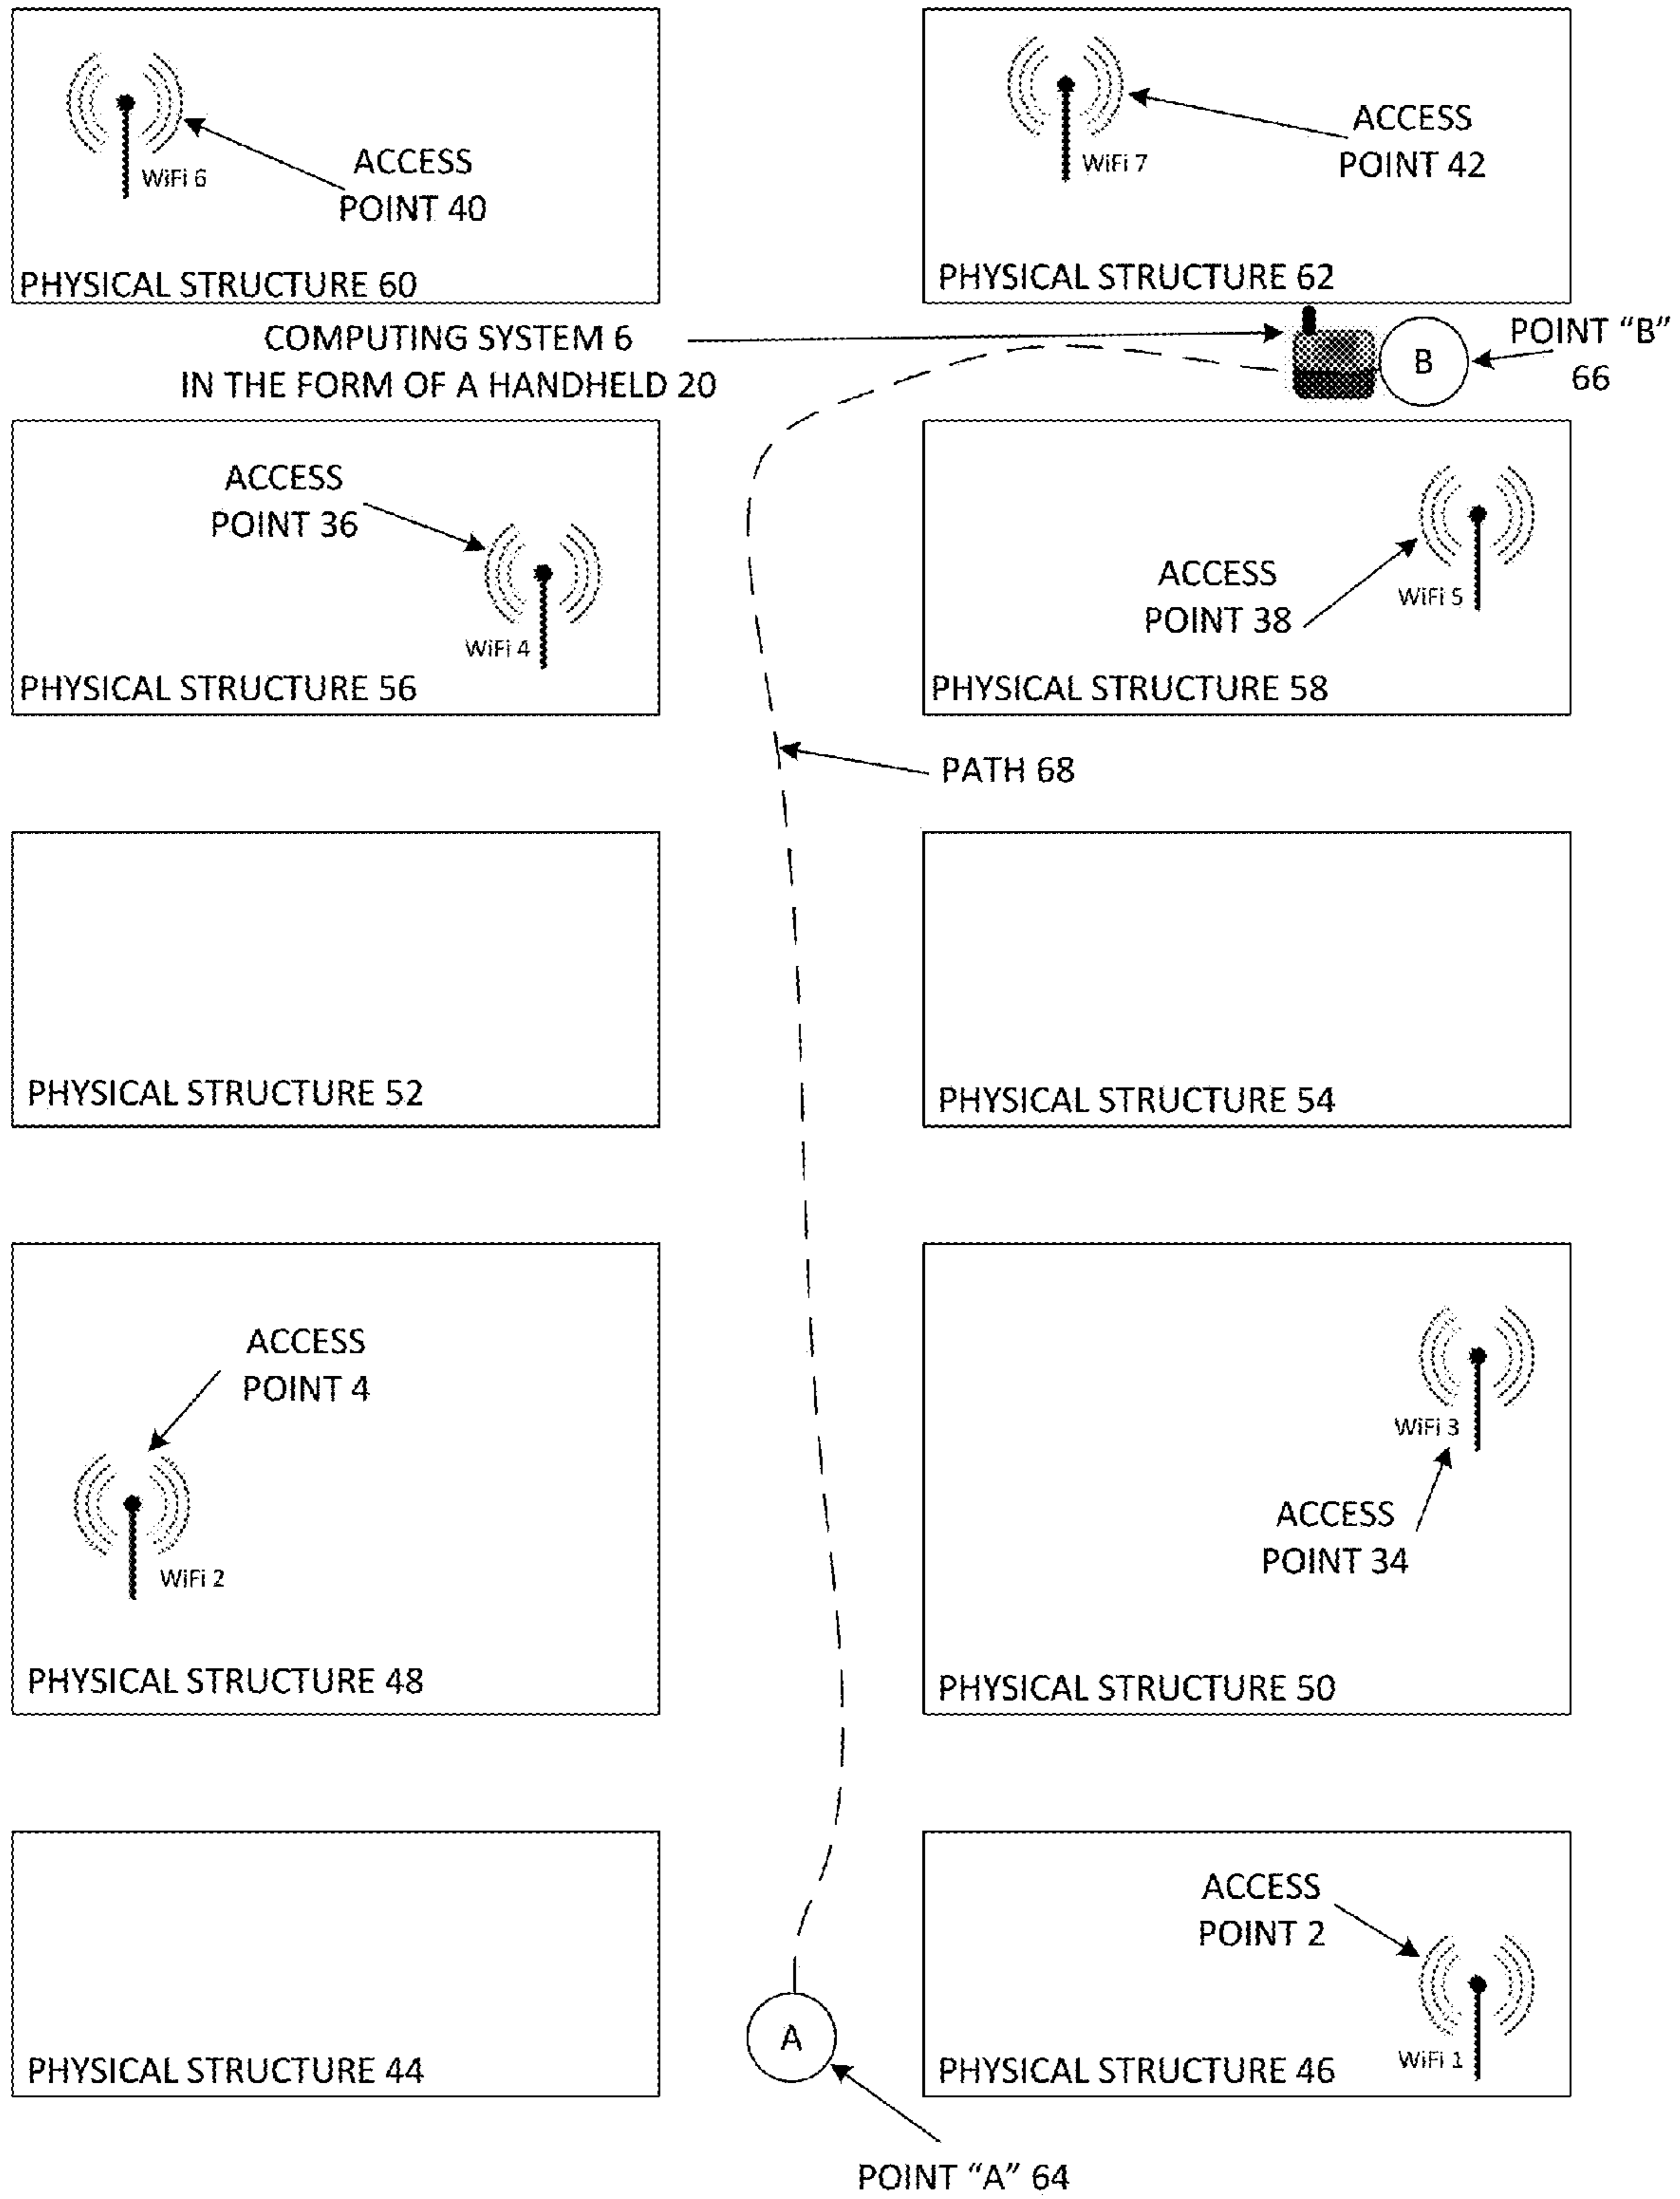 WiFi 6
ACCESS
POINT 40
PHYSICAL STRUCTURE 60
WiFi 7
ACCESS
POINT 42
PHYSICAL STRUCTURE 62
COMPUTING SYSTEM 6
IN THE FORM OF A HANDHELD 20
B
POINT “B”
66
ACCESS
POINT 36
WiFi 4
PHYSICAL STRUCTURE 56
ACCESS
POINT 38
WiFi 5
PHYSICAL STRUCTURE 58
PATH 68
PHYSICAL STRUCTURE 52
PHYSICAL STRUCTURE 54
ACCESS
POINT 4
WiFi 2
PHYSICAL STRUCTURE 48
WiFi 3
ACCESS
POINT 34
PHYSICAL STRUCTURE 50
PHYSICAL STRUCTURE 44
A
ACCESS
POINT 2
WiFi 1
PHYSICAL STRUCTURE 46
POINT “A” 64